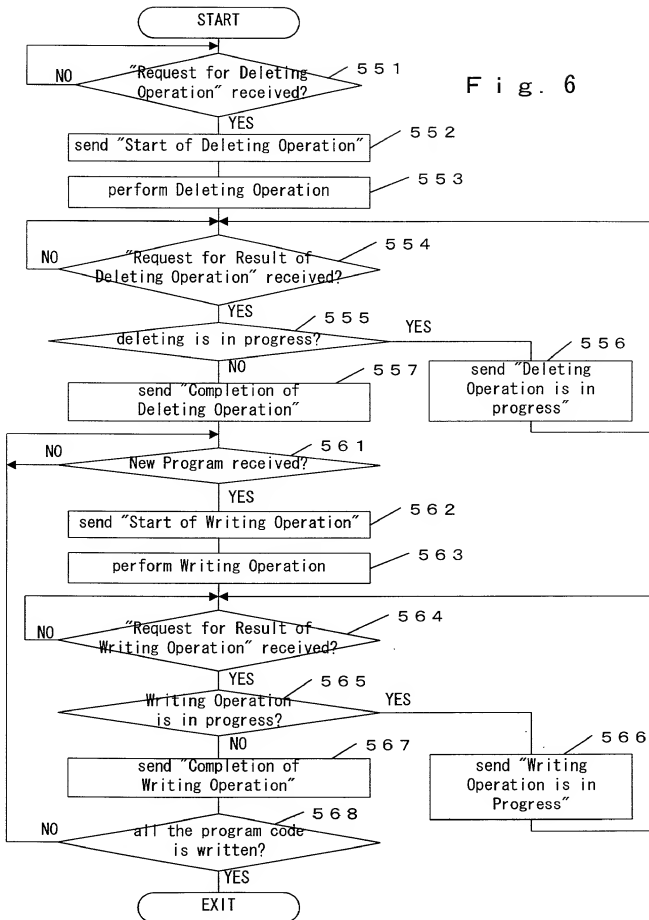 START
"Request for Deleting
Operation" received?
551
NO
YES
Fig. 6
send "Start of Deleting Operation"
552
perform Deleting Operation
553
"Request for Result of
Deleting Operation" received?
554
NO
YES
deleting is in progress?
555
YES
NO
send "Deleting
Operation is in
progress"
556
send "Completion of
Deleting Operation"
557
New Program received?
561
NO
YES
send "Start of Writing Operation"
562
perform Writing Operation
563
"Request for Result of
Writing Operation" received?
564
NO
YES
Writing Operation
is in progress?
565
YES
NO
send "Writing
Operation is in
Progress"
566
send "Completion of
Writing Operation"
567
all the program code
is written?
568
NO
YES
EXIT